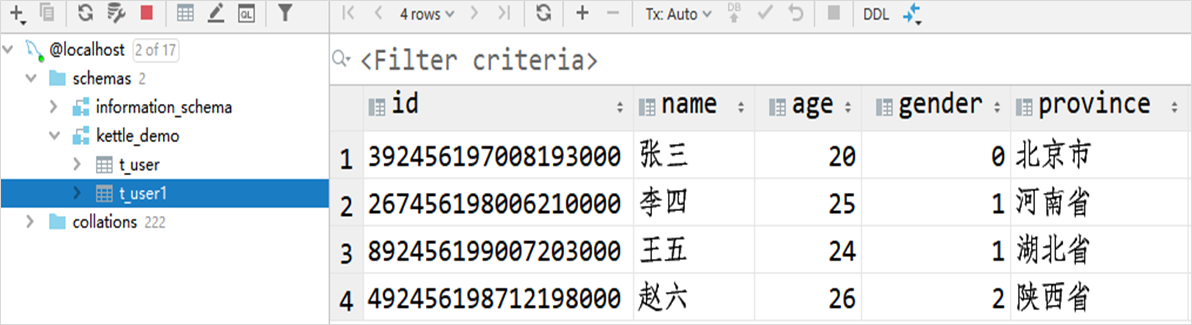 4 rows Tx: Auto DB DDL
@localhost 2 of 17
<Filter criteria>
schemas 2
information_schema
kettle_demo
t_user
t_user1
collations 222
id name age gender province
1 392456197008193000 张三 20 0 北京市
2 267456198006210000 李四 25 1 河南省
3 892456199007203000 王五 24 1 湖北省
4 492456198712198000 赵六 26 2 陕西省